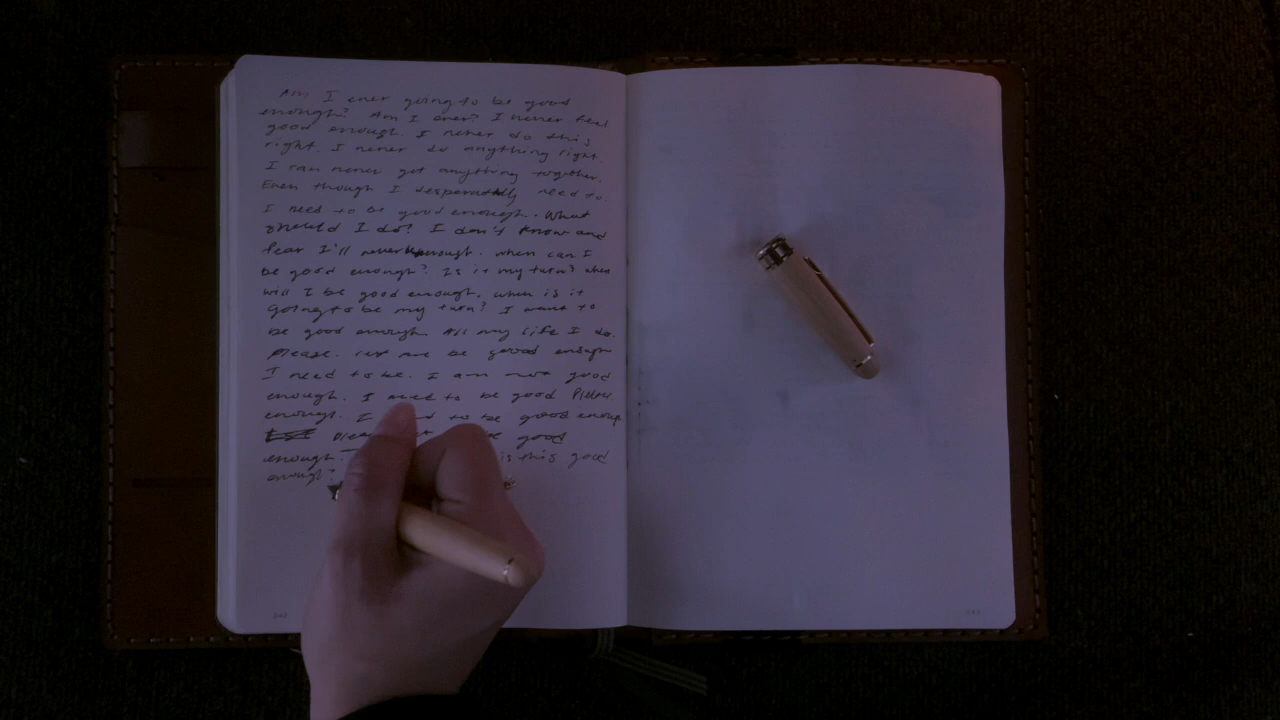 Am I ever going to be good
enough? Am I ever? I never feel
good enough. I never do this
right. I never do anything right.
I can never get anything together.
Even though I desperately need to.
I need to be good enough. What
should I do? I don't know and
fear I'll never enough. when can I
be good enough? Is it my turn? when
will I be good enough, when is it
going to be my turn? I want to
be good enough. All my life I do.
Please. let me be good enough
I need to be. I am not good
enough. I need to be good Please.
enough. I to be good enough
good
enough. is this good
enough?